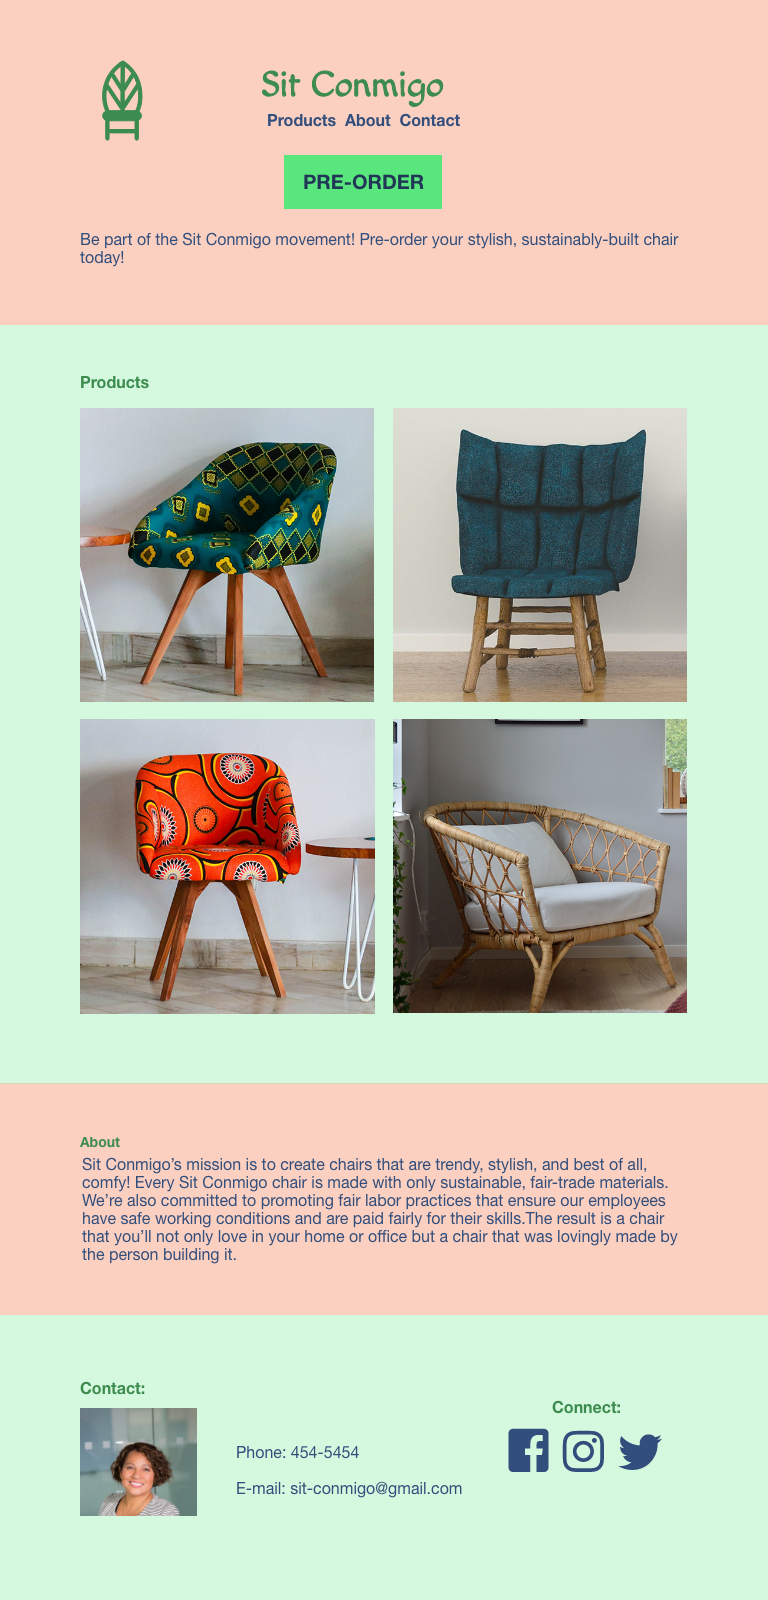 Sit Conmigo
Products About Contact
PRE-ORDER
Be part of the Sit Conmigo movement! Pre-order your stylish, sustainably-built chair
today!
Products
About
Sit Conmigo’s mission is to create chairs that are trendy, stylish, and best of all,
comfy! Every Sit Conmigo chair is made with only sustainable, fair-trade materials.
We’re also committed to promoting fair labor practices that ensure our employees
have safe working conditions and are paid fairly for their skills.The result is a chair
that you’ll not only love in your home or office but a chair that was lovingly made by
the person building it.
Contact:
Phone: 454-5454
E-mail: sit-conmigo@gmail.com
Connect: